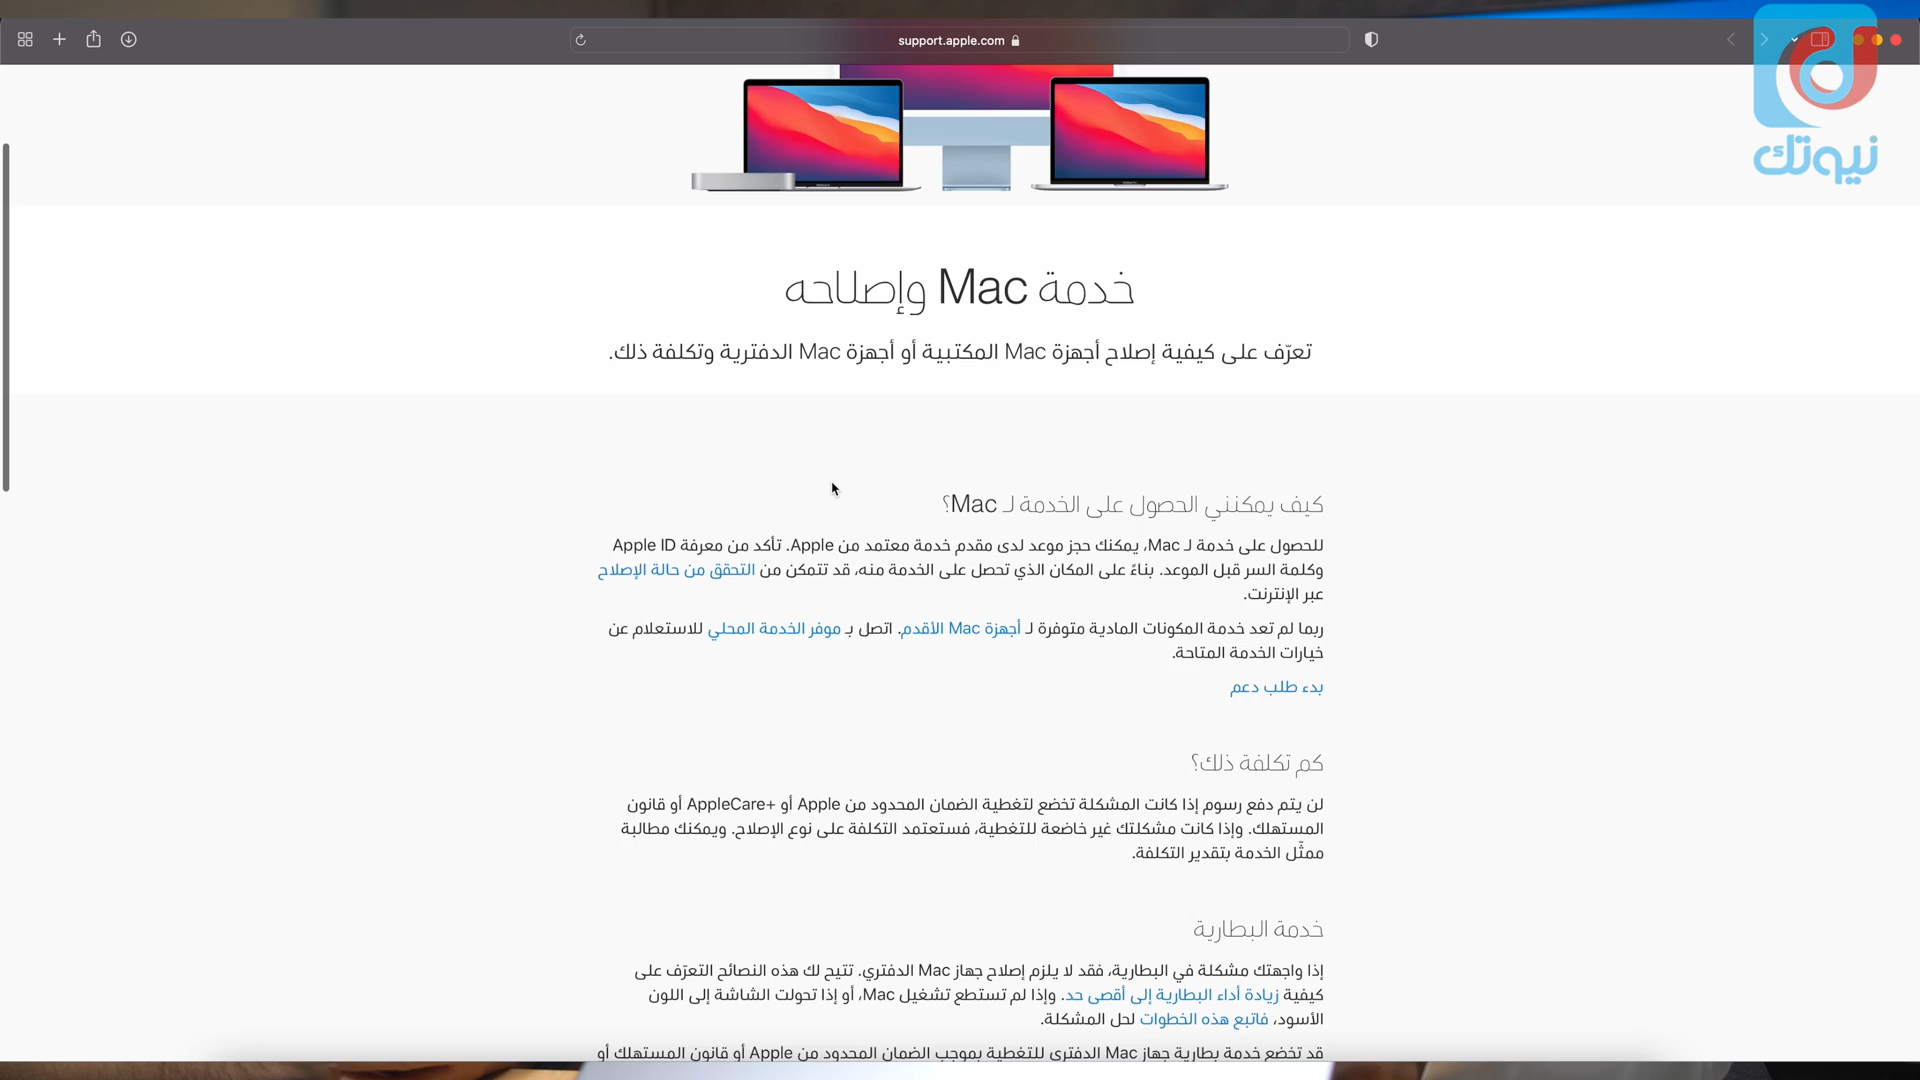 support.apple.com
نيوتك
خدمة Mac وإصلاحه
تعرّف على كيفية إصلاح أجهزة Mac المكتبية أو أجهزة Mac الدفترية وتكلفة ذلك.
كيف يمكنني الحصول على الخدمة لـ Mac؟
للحصول على خدمة لـ Mac، يمكنك حجز موعد لدى مقدم خدمة معتمد من Apple. تأكد من معرفة Apple ID
وكلمة السر قبل الموعد. بناءً على المكان الذي تحصل على الخدمة منه، قد تتمكن من التحقق من حالة الإصلاح
عبر الإنترنت.
ربما لم تعد خدمة المكونات المادية متوفرة لـ أجهزة Mac الأقدم. اتصل بـ موفر الخدمة المحلي للاستعلام عن
خيارات الخدمة المتاحة.
بدء طلب دعم
كم تكلفة ذلك؟
لن يتم دفع رسوم إذا كانت المشكلة تخضع لتغطية الضمان المحدود من Apple أو AppleCare+ أو قانون
المستهلك. وإذا كانت مشكلتك غير خاضعة للتغطية، فستعتمد التكلفة على نوع الإصلاح. ويمكنك مطالبة
ممثّل الخدمة بتقدير التكلفة.
خدمة البطارية
إذا واجهتك مشكلة في البطارية، فقد لا يلزم إصلاح جهاز Mac الدفتري. تتيح لك هذه النصائح التعرّف على
كيفية زيادة أداء البطارية إلى أقصى حد. وإذا لم تستطع تشغيل Mac، أو إذا تحولت الشاشة إلى اللون
الأسود، فاتبع هذه الخطوات لحل المشكلة.
قد تخضع خدمة بطارية جهاز Mac الدفتري للتغطية بموجب الضمان المحدود من Apple أو قانون المستهلك أو